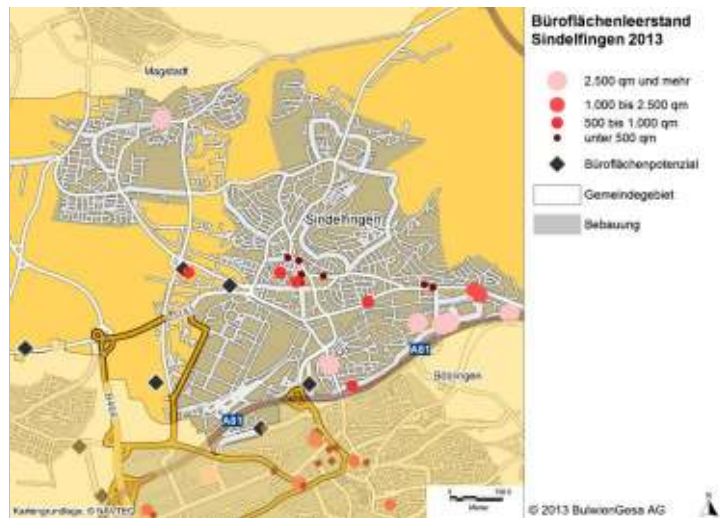 Büroflächenleerstand
Sindelfingen 2013
2.500 qm und mehr
1.000 bis 2.500 qm
500 bis 1.000 qm
unter 500 qm
Büroflächenpotenzial
Gemeindegebiet
Bebauung
Magstadt
Sindelfingen
A81
Böblingen
B464
A81
Kartengrundlage: © NAVTEQ
Meter
N
© 2013 BulwienGesa AG